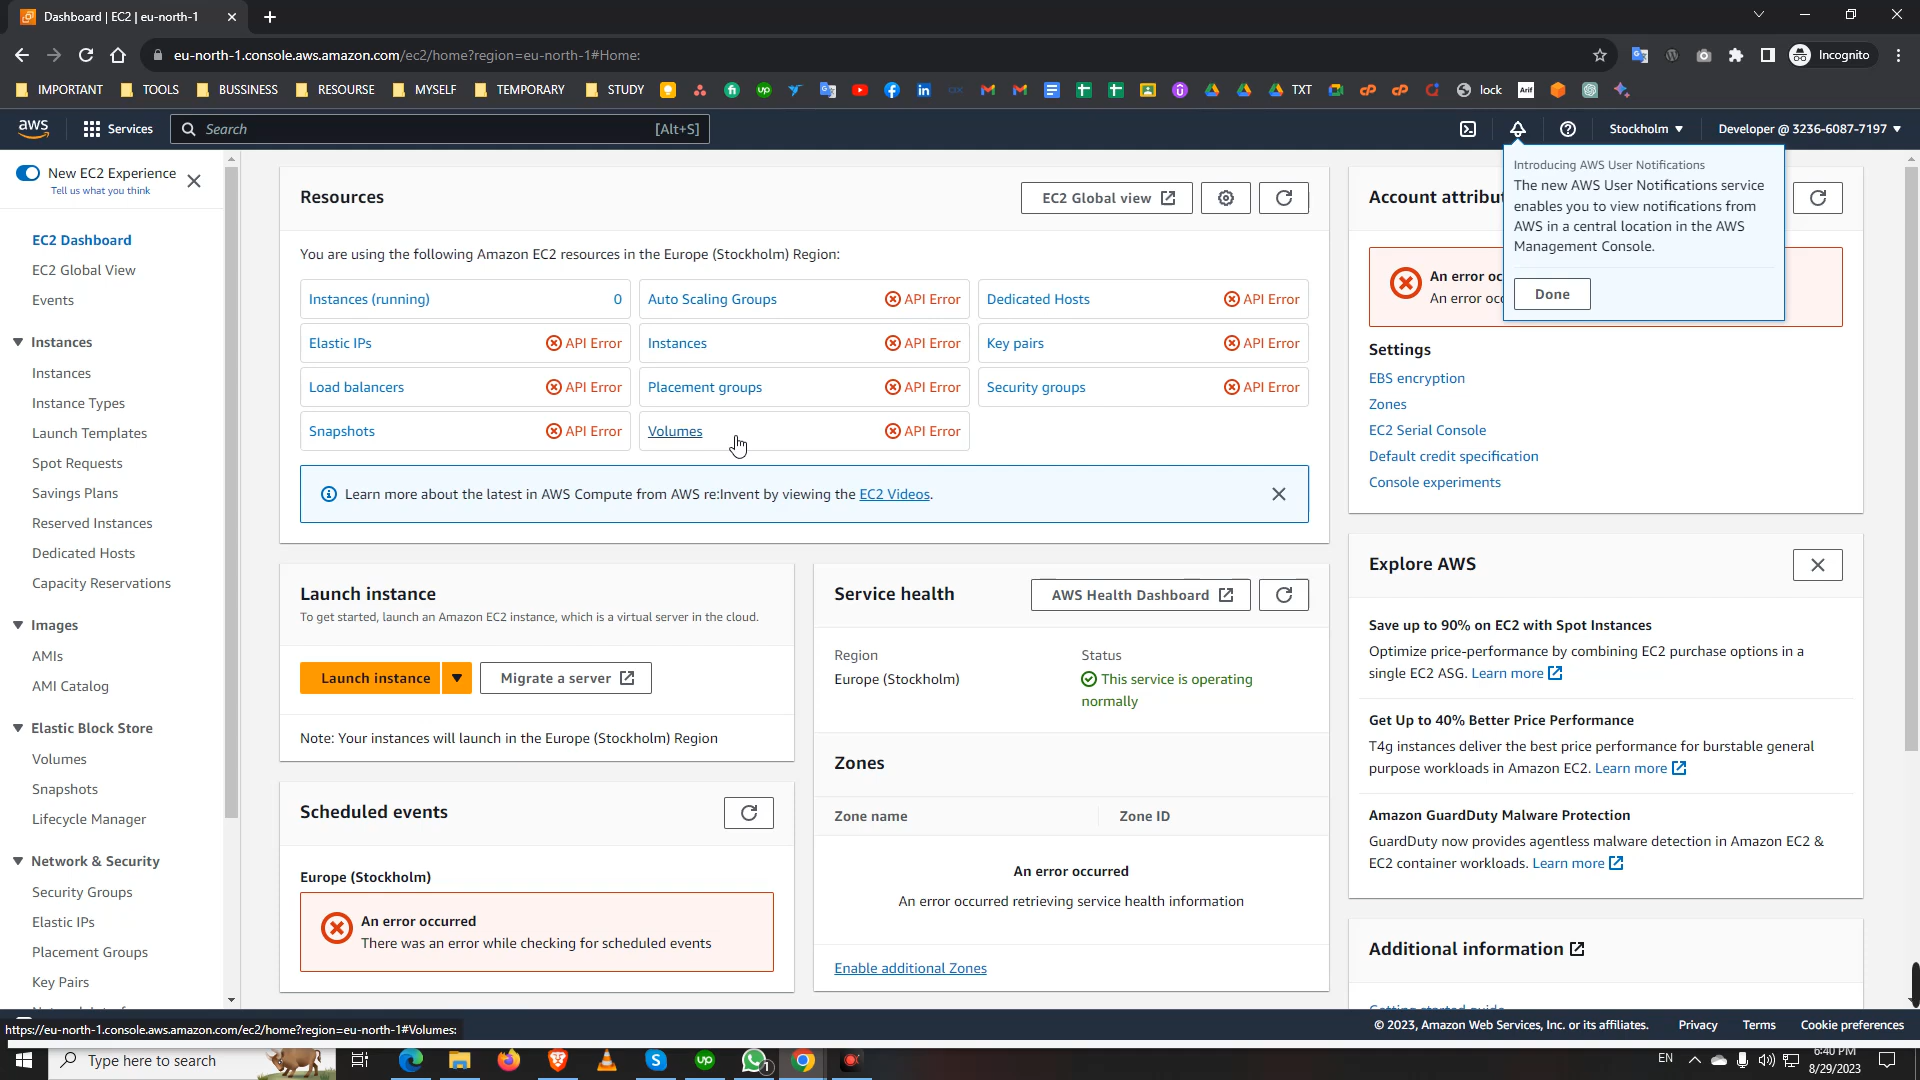 Dashboard | EC2 | eu-north-1
eu-north-1.console.aws.amazon.com/ec2/home?region=eu-north-1#Home:
Incognito
IMPORTANT
TOOLS
BUSSINESS
RESOURSE
MYSELF
TEMPORARY
STUDY
TXT
lock
Arif
aws
Services
Search
[Alt+S]
Stockholm
Developer @ 3236-6087-7197
New EC2 Experience
Tell us what you think
EC2 Dashboard
EC2 Global View
Events
Instances
Instances
Instance Types
Launch Templates
Spot Requests
Savings Plans
Reserved Instances
Dedicated Hosts
Capacity Reservations
Images
AMIs
AMI Catalog
Elastic Block Store
Volumes
Snapshots
Lifecycle Manager
Network & Security
Security Groups
Elastic IPs
Placement Groups
Key Pairs
Resources
EC2 Global view
You are using the following Amazon EC2 resources in the Europe (Stockholm) Region:
Instances (running) 0
Auto Scaling Groups API Error
Dedicated Hosts API Error
Elastic IPs API Error
Instances API Error
Key pairs API Error
Load balancers API Error
Placement groups API Error
Security groups API Error
Snapshots API Error
Volumes API Error
Learn more about the latest in AWS Compute from AWS re:Invent by viewing the EC2 Videos.
Launch instance
To get started, launch an Amazon EC2 instance, which is a virtual server in the cloud.
Launch instance
Migrate a server
Note: Your instances will launch in the Europe (Stockholm) Region
Scheduled events
Europe (Stockholm)
An error occurred
There was an error while checking for scheduled events
Service health
AWS Health Dashboard
Region
Europe (Stockholm)
Status
This service is operating
normally
Zones
Zone name
Zone ID
An error occurred
An error occurred retrieving service health information
Enable additional Zones
Account attribu
An error oc
An error occ
Introducing AWS User Notifications
The new AWS User Notifications service
enables you to view notifications from
AWS in a central location in the AWS
Management Console.
Done
Settings
EBS encryption
Zones
EC2 Serial Console
Default credit specification
Console experiments
Explore AWS
Save up to 90% on EC2 with Spot Instances
Optimize price-performance by combining EC2 purchase options in a
single EC2 ASG. Learn more
Get Up to 40% Better Price Performance
T4g instances deliver the best price performance for burstable general
purpose workloads in Amazon EC2. Learn more
Amazon GuardDuty Malware Protection
GuardDuty now provides agentless malware detection in Amazon EC2 &
EC2 container workloads. Learn more
Additional information
https://eu-north-1.console.aws.amazon.com/ec2/home?region=eu-north-1#Volumes:
© 2023, Amazon Web Services, Inc. or its affiliates.
Privacy
Terms
Cookie preferences
Type here to search
EN
6:40 PM
8/29/2023